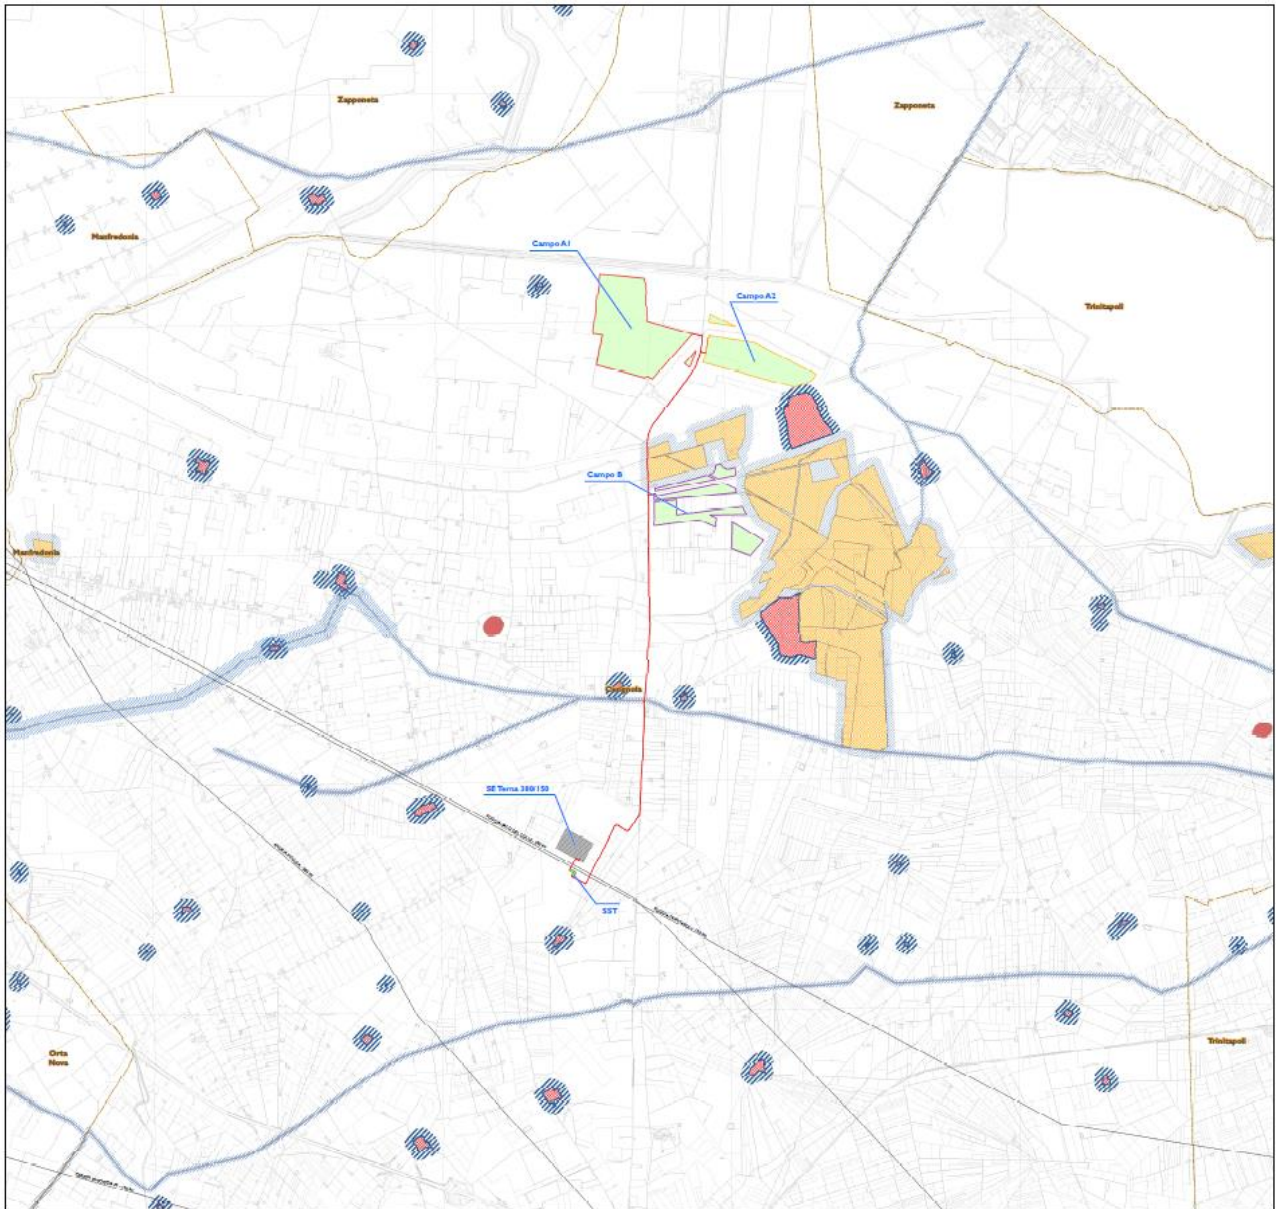 Zapponeta
Zapponeta
Manfredonia
Campo A1
Campo A2
Trinitapoli
Campo B
Manfredonia
Cerignola
SE Terna 380/150
SST
Orta
Nova
Trinitapoli